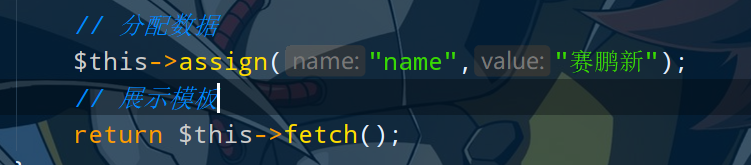 // 分配数据
$this->assign( name: "name", value: "赛鹏新");
// 展示模板
return $this->fetch();